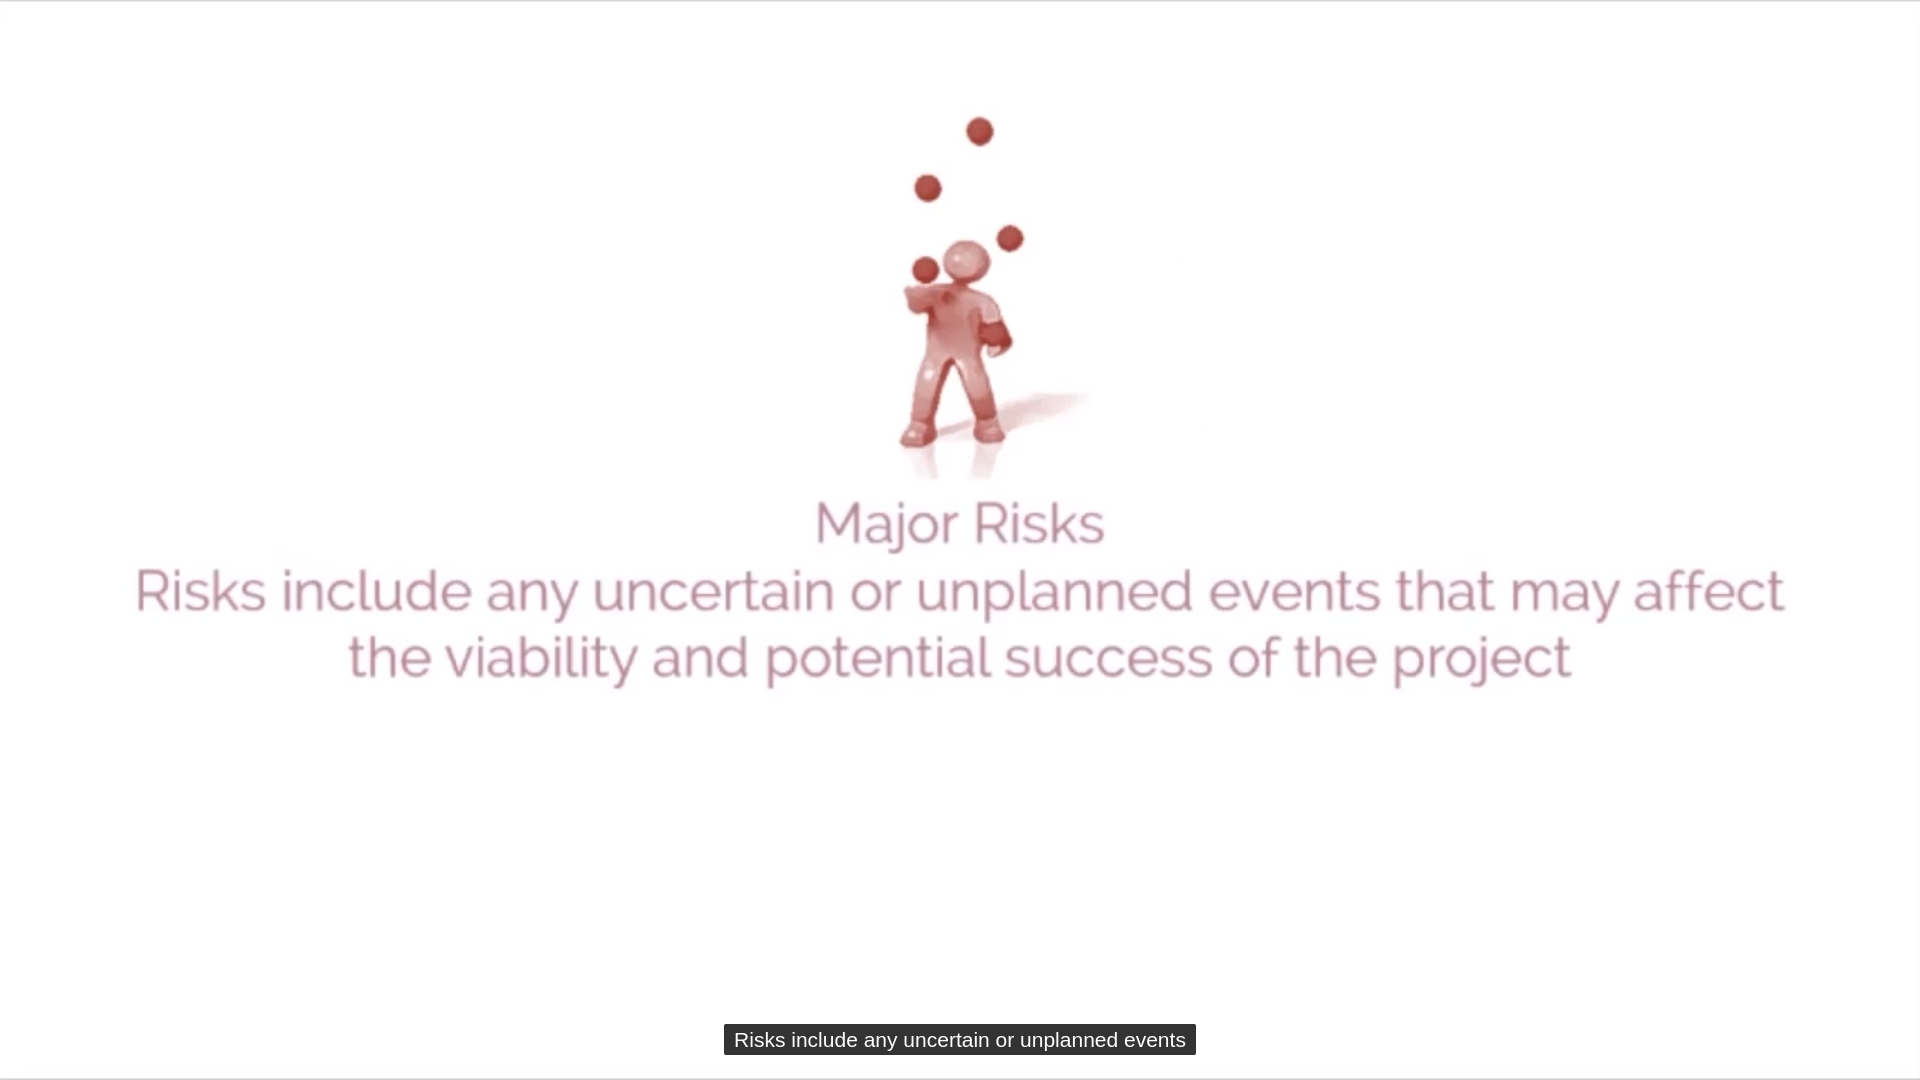 Major Risks
Risks include any uncertain or unplanned events that may affect
the viability and potential success of the project
Risks include any uncertain or unplanned events